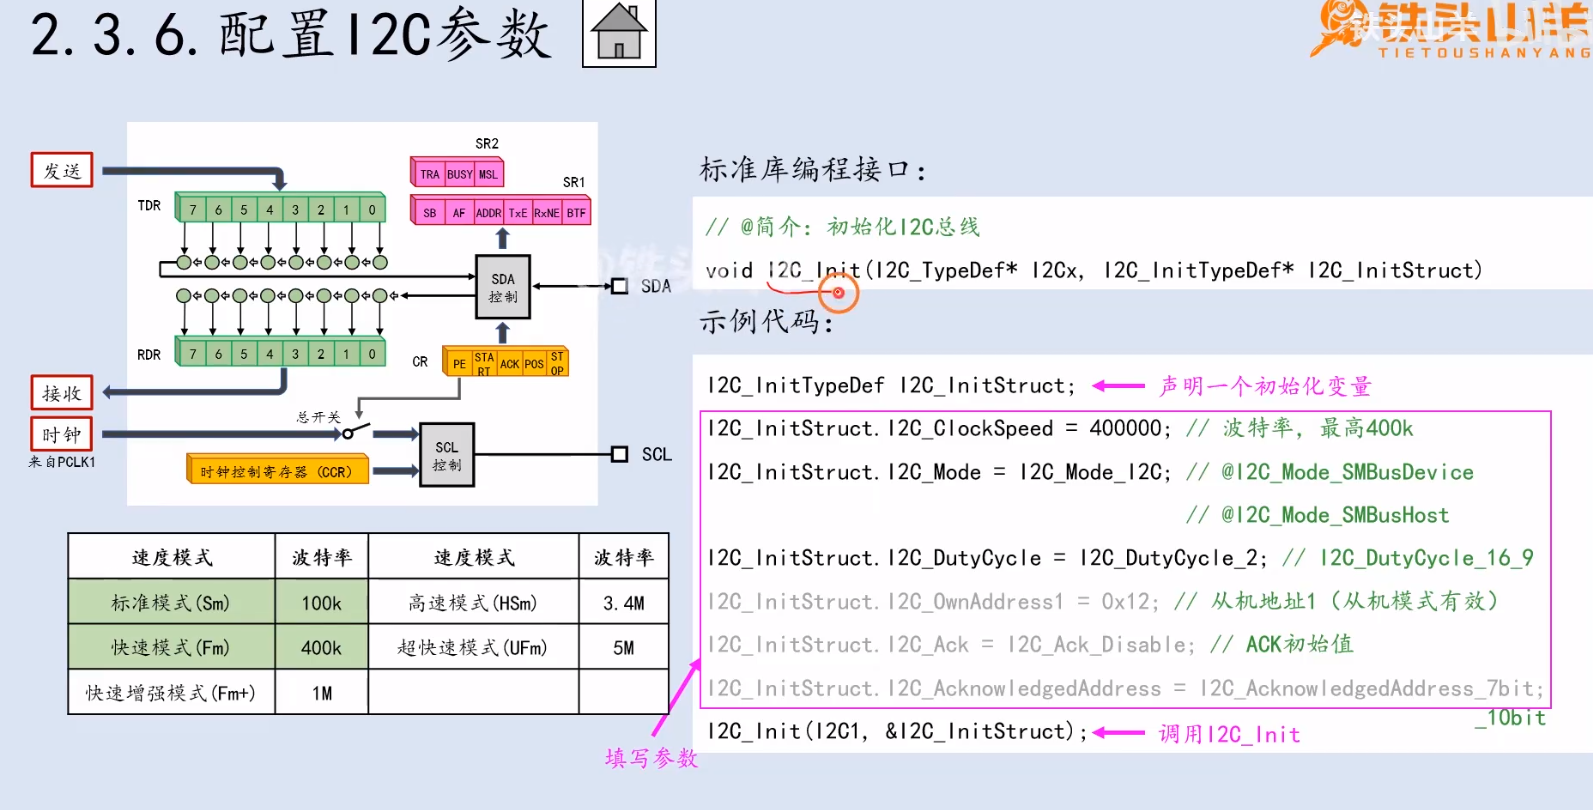 2.3.6.配置I2C参数
铁头山羊
TIETOUSHANYANG
发送
TDR
7 6 5 4 3 2 1 0
SR2
TRA BUSY MSL
SR1
SB AF ADDR TxE RxNE BTF
SDA
控制
SDA
RDR
7 6 5 4 3 2 1 0
CR
PE START ACK POS STOP
接收
总开关
时钟
来自PCLK1
时钟控制寄存器 (CCR)
SCL
控制
SCL
速度模式 波特率 速度模式 波特率
标准模式(Sm) 100k 高速模式(HSm) 3.4M
快速模式(Fm) 400k 超快速模式(UFm) 5M
快速增强模式(Fm+) 1M
标准库编程接口：
// @简介：初始化I2C总线
void I2C_Init(I2C_TypeDef* I2Cx, I2C_InitTypeDef* I2C_InitStruct)
示例代码：
I2C_InitTypeDef I2C_InitStruct; 声明一个初始化变量
I2C_InitStruct.I2C_ClockSpeed = 400000; // 波特率，最高400k
I2C_InitStruct.I2C_Mode = I2C_Mode_I2C; // @I2C_Mode_SMBusDevice
// @I2C_Mode_SMBusHost
I2C_InitStruct.I2C_DutyCycle = I2C_DutyCycle_2; // I2C_DutyCycle_16_9
I2C_InitStruct.I2C_OwnAddress1 = 0x12; // 从机地址1（从机模式有效）
I2C_InitStruct.I2C_Ack = I2C_Ack_Disable; // ACK初始值
I2C_InitStruct.I2C_AcknowledgedAddress = I2C_AcknowledgedAddress_7bit;
_10bit
I2C_Init(I2C1, &I2C_InitStruct); 调用I2C_Init
填写参数